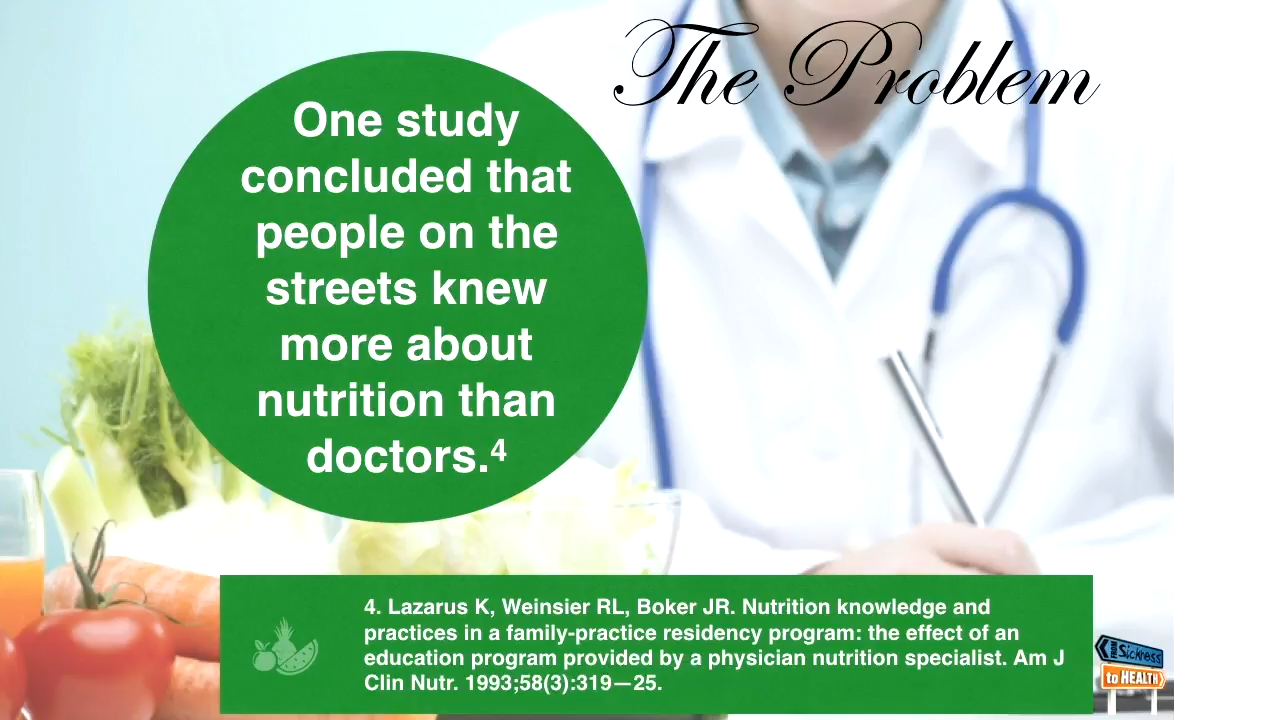 The Problem
One study
concluded that
people on the
streets knew
more about
nutrition than
doctors.⁴
4. Lazarus K, Weinsier RL, Boker JR. Nutrition knowledge and
practices in a family-practice residency program: the effect of an
education program provided by a physician nutrition specialist. Am J
Clin Nutr. 1993;58(3):319—25.
FROM Sickness
to HEALTH